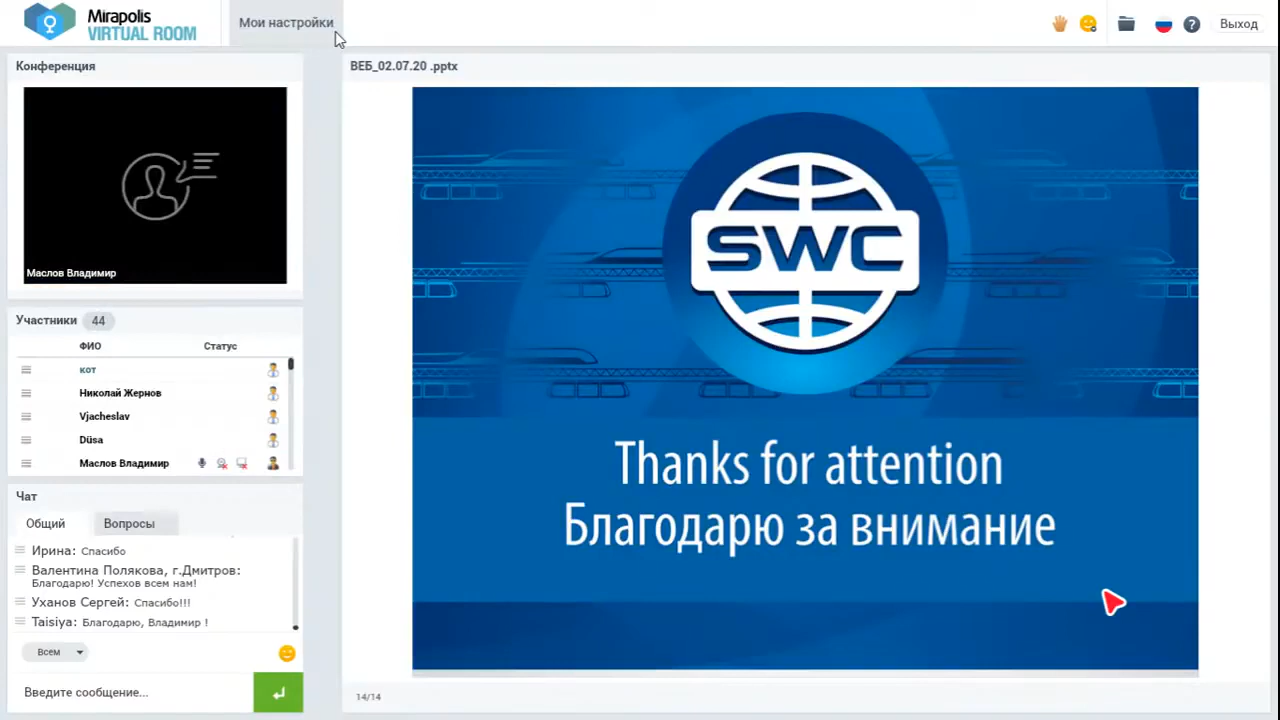 Mirapolis
VIRTUAL ROOM
Мои настройки
?
Выход
Конференция
Маслов Владимир
Участники 44
ФИО Статус
кот
Николай Жернов
Vjacheslav
Düsa
Маслов Владимир
Чат
Общий Вопросы
Ирина: Спасибо
Валентина Полякова, г.Дмитров:
Благодарю! Успехов всем нам!
Уханов Сергей: Спасибо!!!
Taisiya: Благодарю, Владимир !
Всем
Введите сообщение...
ВЕБ_02.07.20 .pptx
SWC
Thanks for attention
Благодарю за внимание
14/14